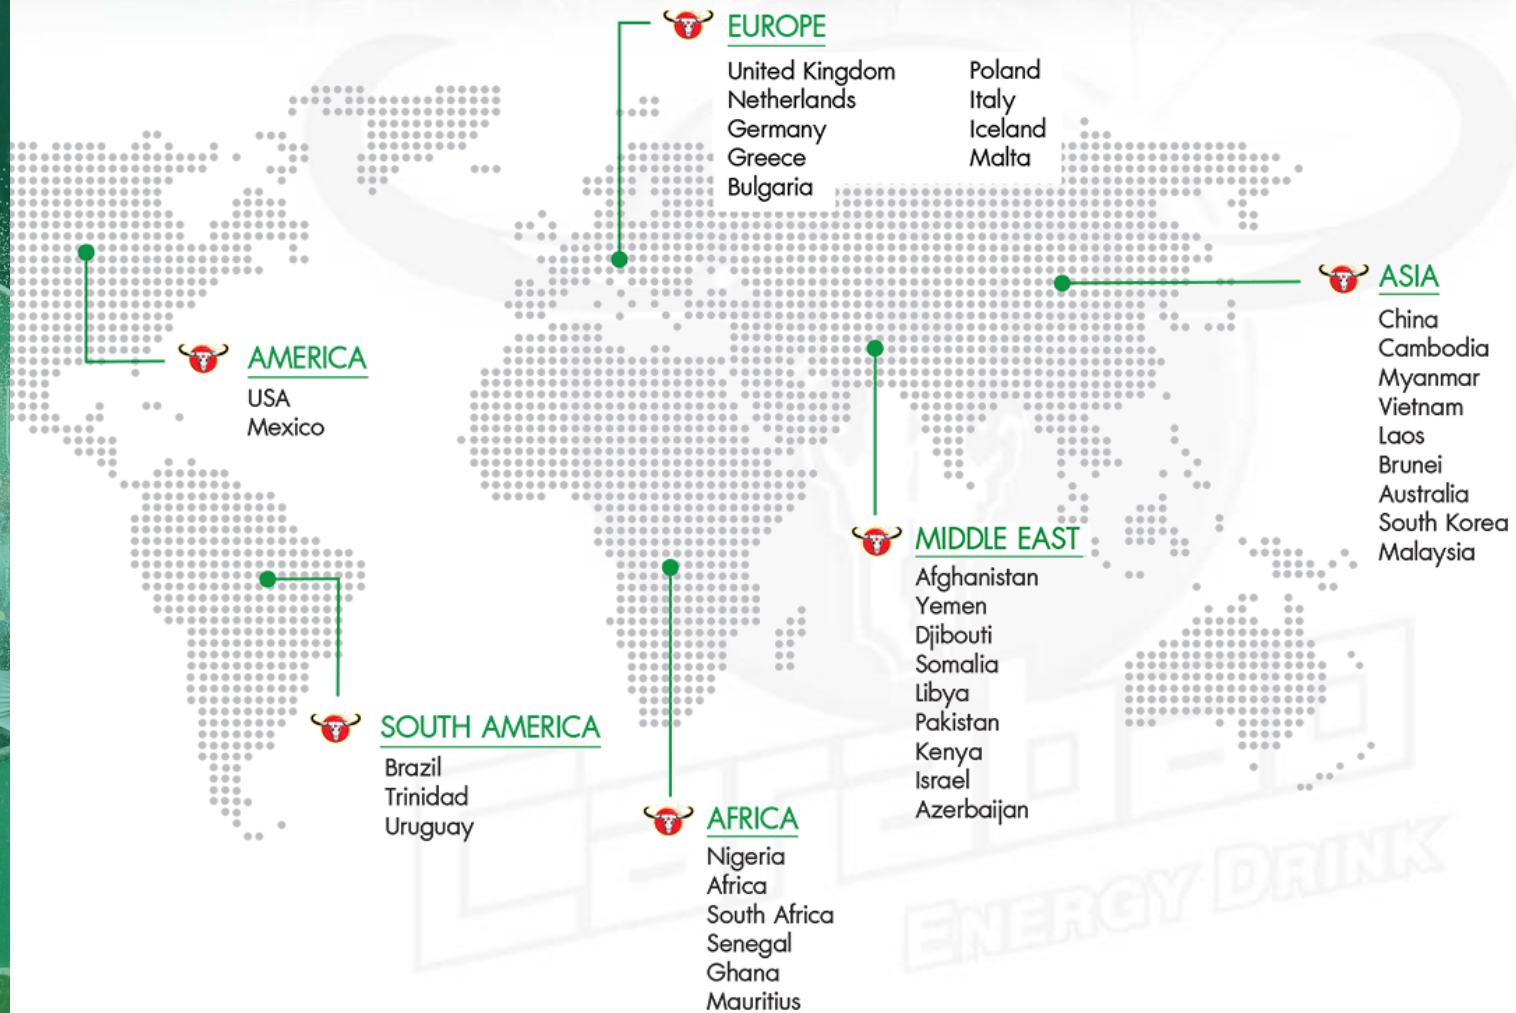 EUROPE
United Kingdom
Netherlands
Germany
Greece
Bulgaria
Poland
Italy
Iceland
Malta
ASIA
China
Cambodia
Myanmar
Vietnam
Laos
Brunei
Australia
South Korea
Malaysia
AMERICA
USA
Mexico
MIDDLE EAST
Afghanistan
Yemen
Djibouti
Somalia
Libya
Pakistan
Kenya
Israel
Azerbaijan
SOUTH AMERICA
Brazil
Trinidad
Uruguay
AFRICA
Nigeria
Africa
South Africa
Senegal
Ghana
Mauritius
Carabao
ENERGY DRINK